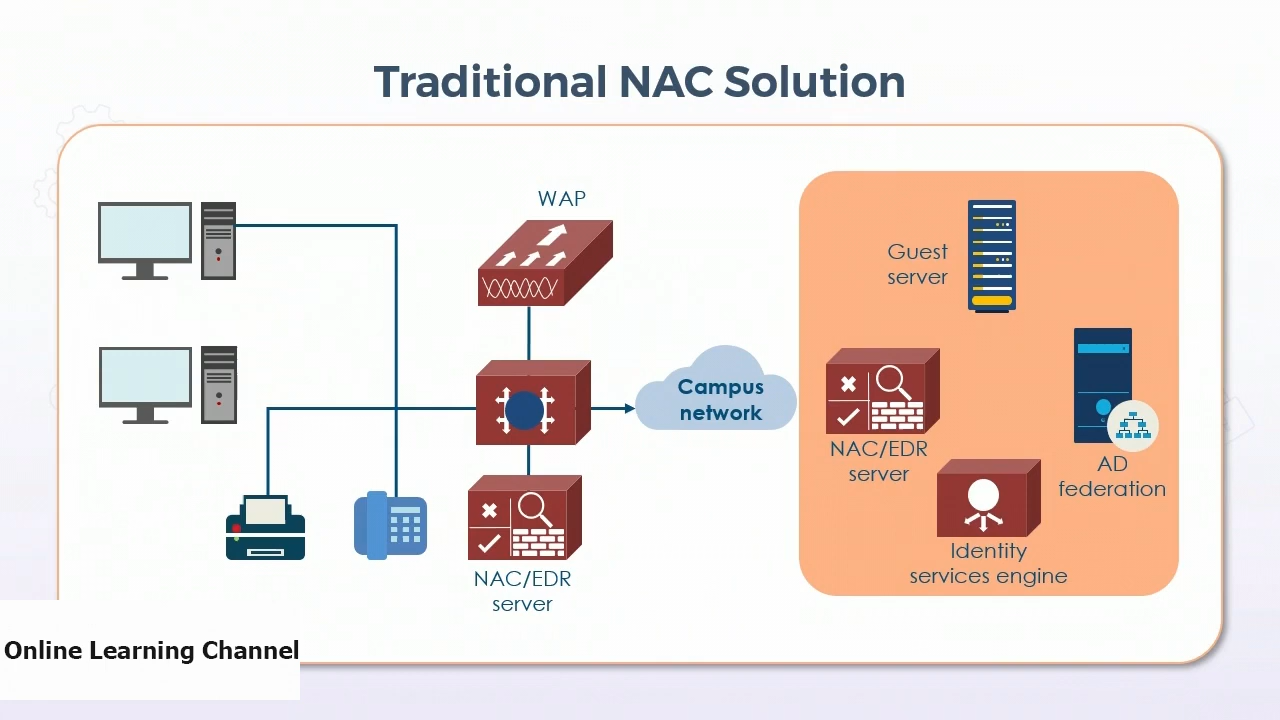 Traditional NAC Solution
WAP
Guest
server
Campus
network
NAC/EDR
server
AD
federation
Identity
services engine
NAC/EDR
server
Online Learning Channel